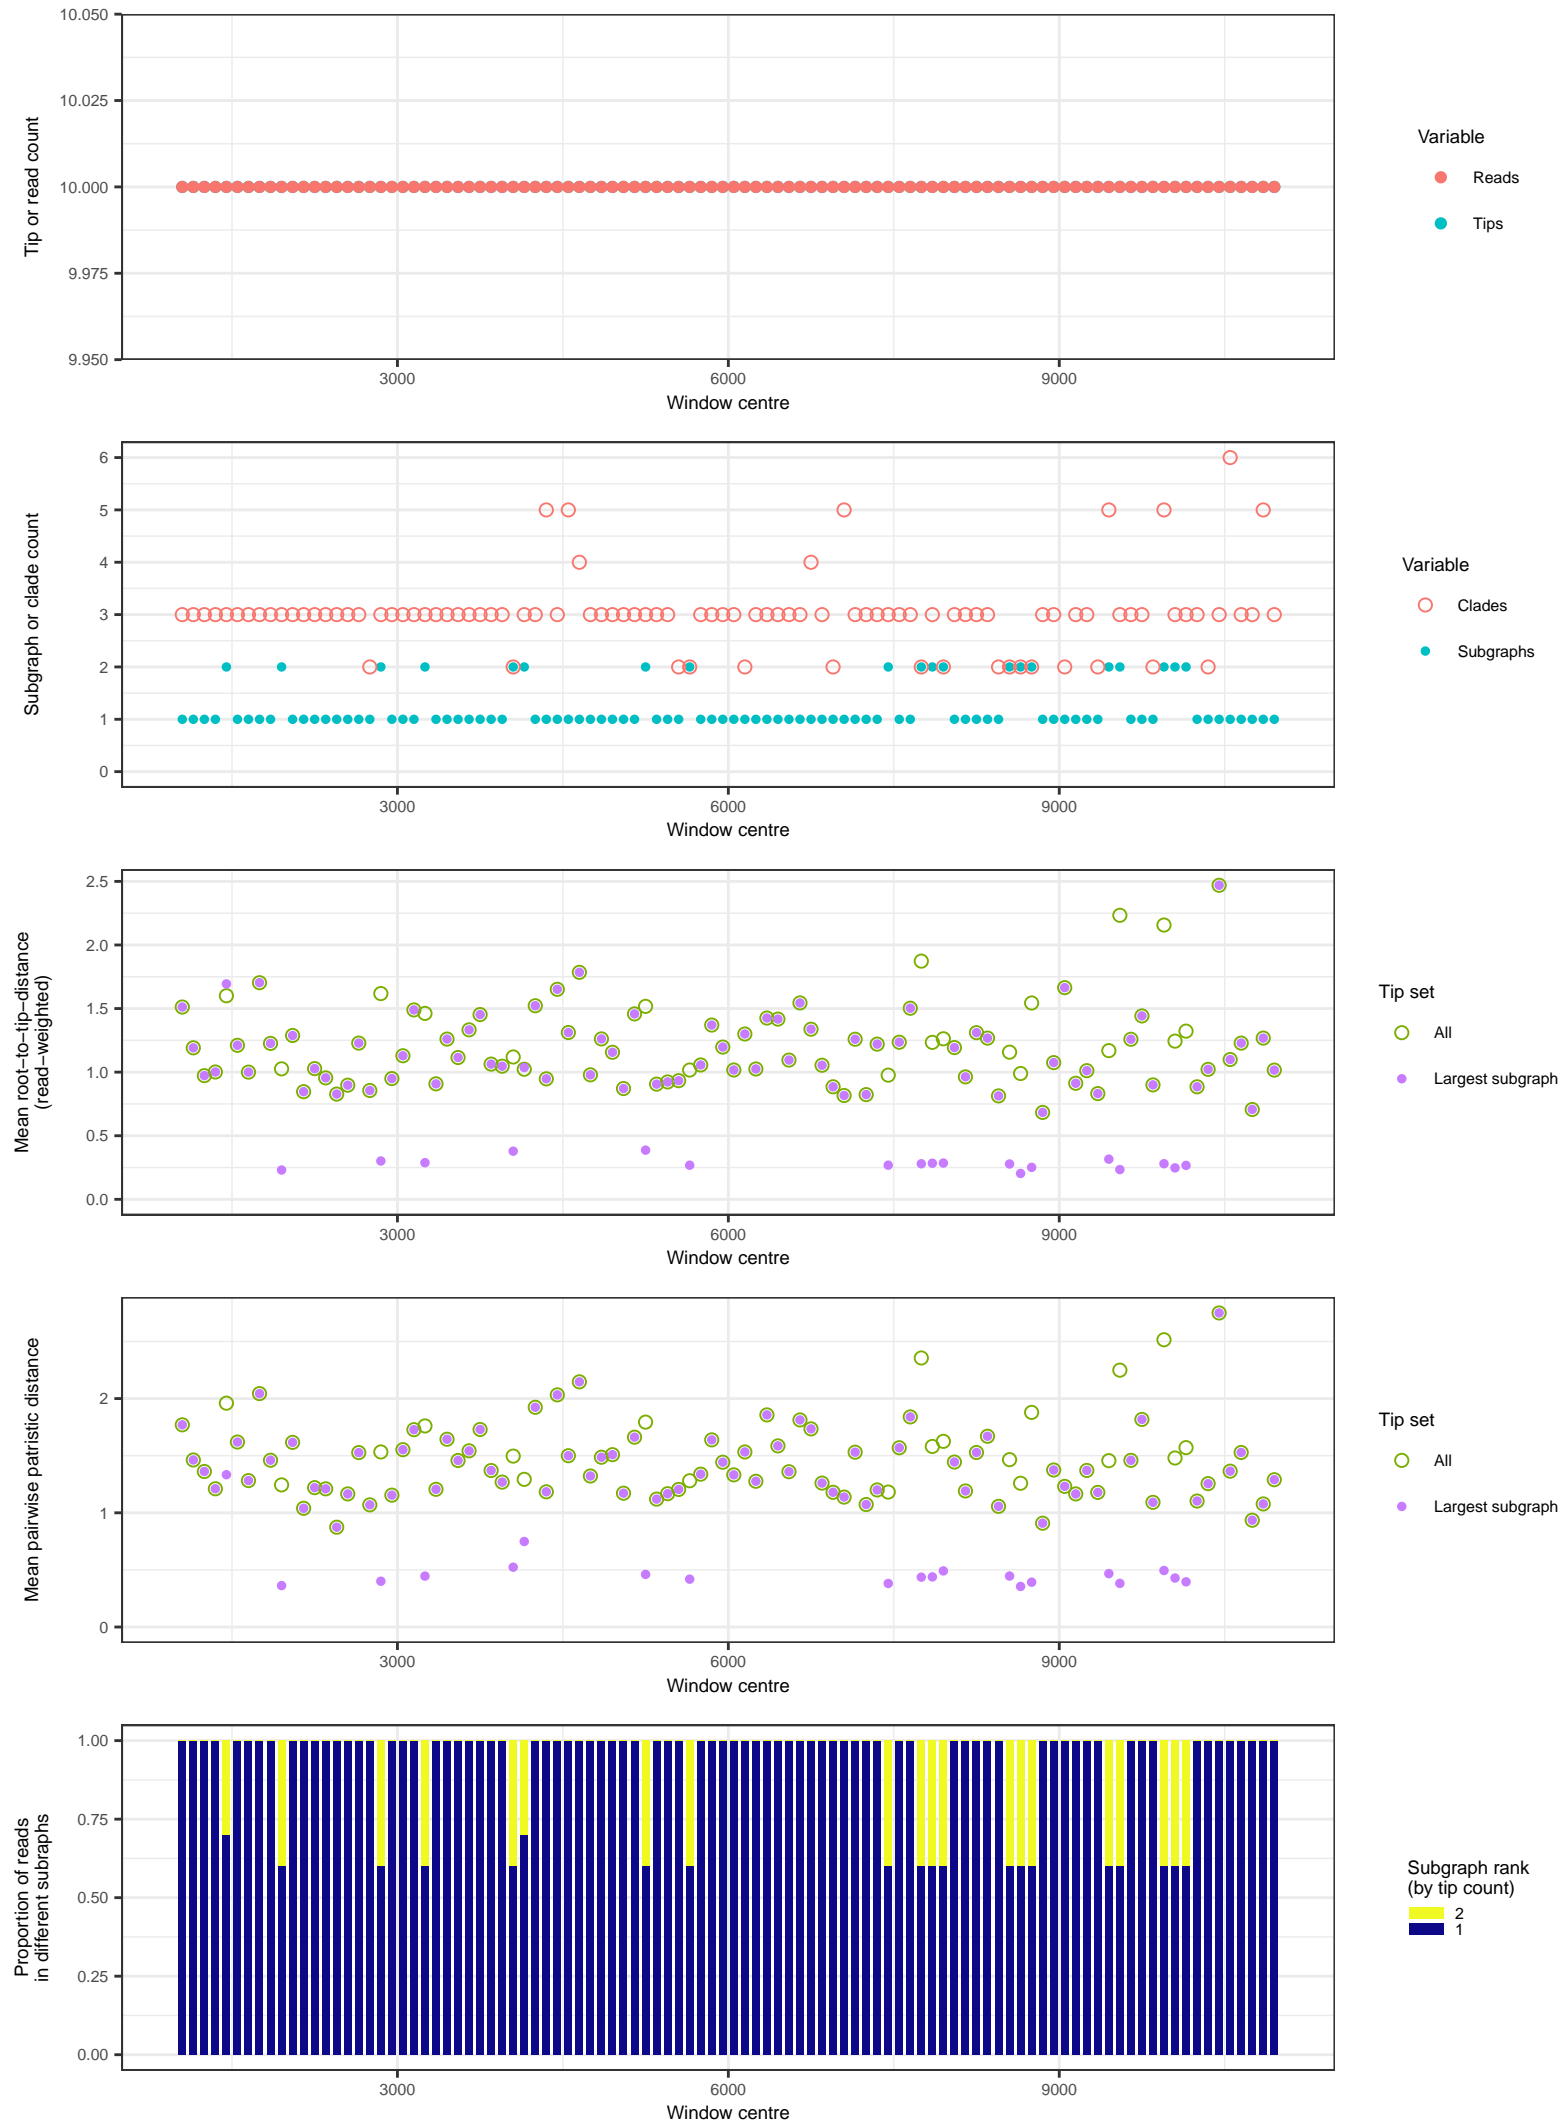 10.050
10.025
10.000
9.975
9.950
Tip or read count
3000
6000
9000
Window centre
Variable
Reads
Tips
6
5
4
3
2
1
0
Subgraph or clade count
3000
6000
9000
Window centre
Variable
Clades
Subgraphs
2.5
2.0
1.5
1.0
0.5
0.0
Mean root−to−tip−distance
(read−weighted)
3000
6000
9000
Window centre
Tip set
All
Largest subgraph
2
1
0
Mean pairwise patristic distance
3000
6000
9000
Window centre
Tip set
All
Largest subgraph
1.00
0.75
0.50
0.25
0.00
Proportion of reads
in different subraphs
3000
6000
9000
Window centre
Subgraph rank
(by tip count)
2
1